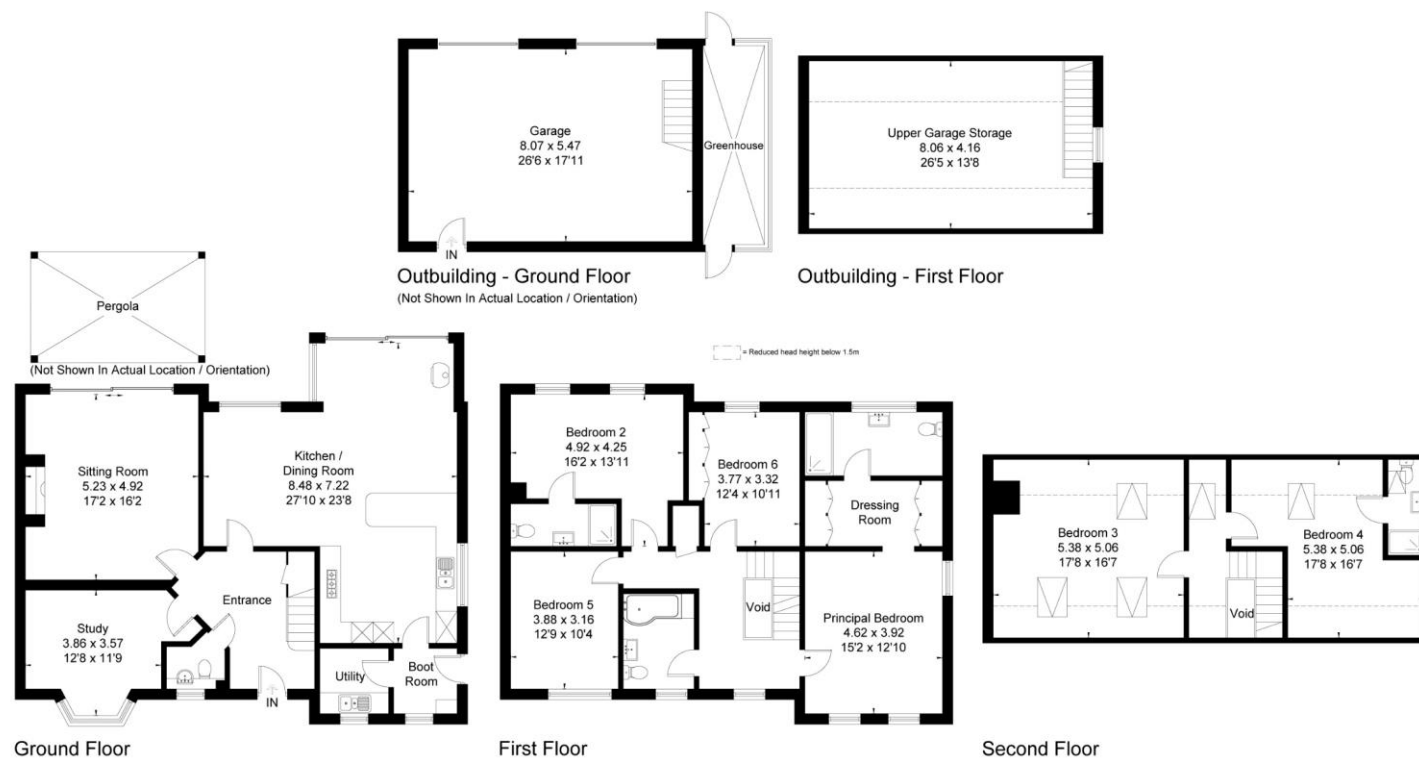 Garage
8.07 x 5.47
26'6 x 17'11
Greenhouse
IN
Outbuilding - Ground Floor
(Not Shown In Actual Location / Orientation)
Upper Garage Storage
8.06 x 4.16
26'5 x 13'8
Outbuilding - First Floor
Pergola
(Not Shown In Actual Location / Orientation)
= Reduced head height below 1.5m
Sitting Room
5.23 x 4.92
17'2 x 16'2
Kitchen /
Dining Room
8.48 x 7.22
27'10 x 23'8
Study
3.86 x 3.57
12'8 x 11'9
Entrance
IN
Utility
Boot
Room
Ground Floor
Bedroom 2
4.92 x 4.25
16'2 x 13'11
Bedroom 6
3.77 x 3.32
12'4 x 10'11
Dressing
Room
Bedroom 5
3.88 x 3.16
12'9 x 10'4
Void
Principal Bedroom
4.62 x 3.92
15'2 x 12'10
First Floor
Bedroom 3
5.38 x 5.06
17'8 x 16'7
Bedroom 4
5.38 x 5.06
17'8 x 16'7
Void
Second Floor